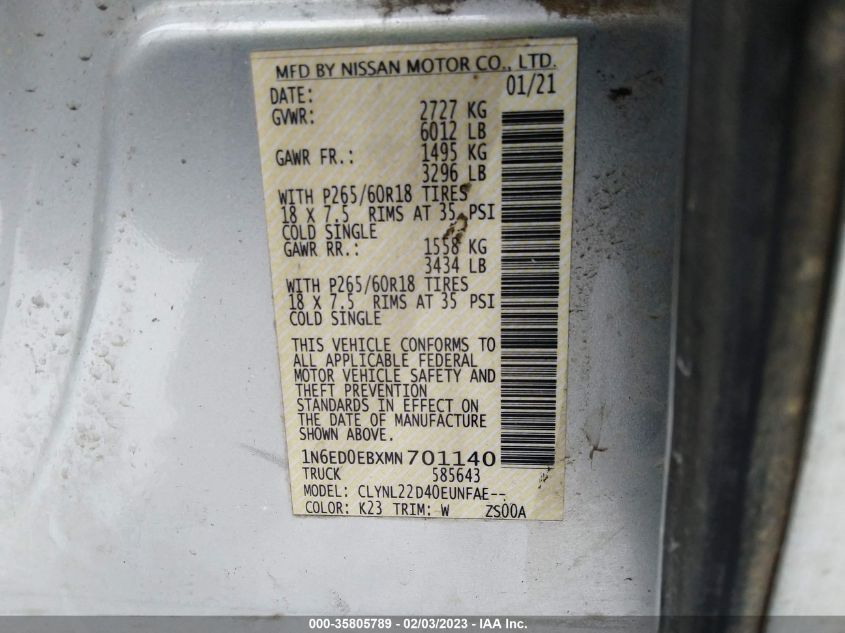 MFD BY NISSAN MOTOR CO., LTD.
DATE: 01/21
GVWR: 2727 KG
6012 LB
GAWR FR.: 1495 KG
3296 LB
WITH P265/60R18 TIRES
18 X 7.5 RIMS AT 35 PSI
COLD SINGLE
GAWR RR.: 1558 KG
3434 LB
WITH P265/60R18 TIRES
18 X 7.5 RIMS AT 35 PSI
COLD SINGLE
THIS VEHICLE CONFORMS TO
ALL APPLICABLE FEDERAL
MOTOR VEHICLE SAFETY AND
THEFT PREVENTION
STANDARDS IN EFFECT ON
THE DATE OF MANUFACTURE
SHOWN ABOVE.
1N6ED0EBXMN701140
TRUCK 585643
MODEL: CLYNL22D40EUNFAE--
COLOR: K23 TRIM: W ZS00A
000-35805789 - 02/03/2023 - IAA Inc.